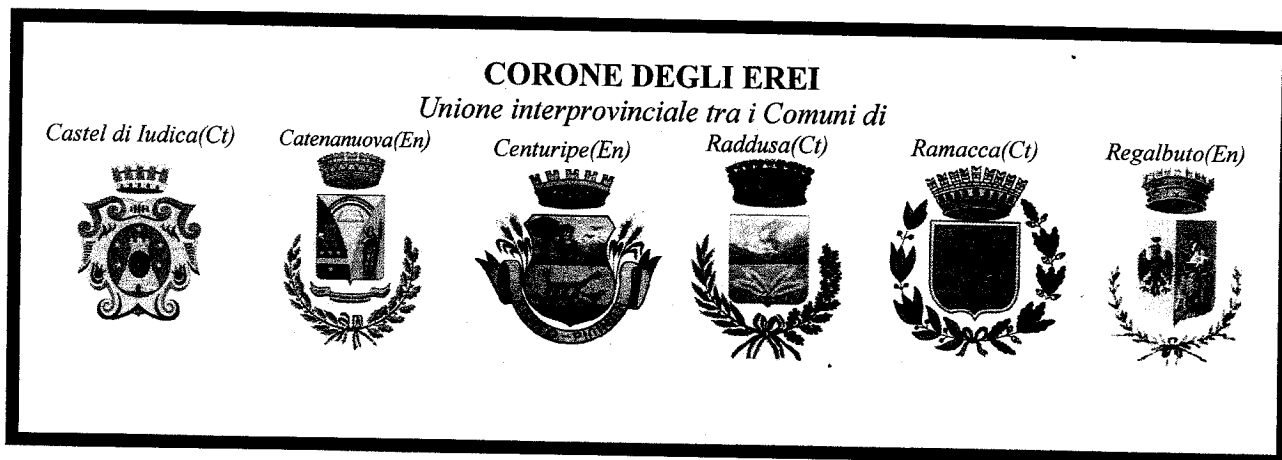 CORONE DEGLI EREI
Unione interprovinciale tra i Comuni di
Castel di Iudica(Ct) Catenanuova(En) Centuripe(En) Raddusa(Ct) Ramacca(Ct) Regalbuto(En)